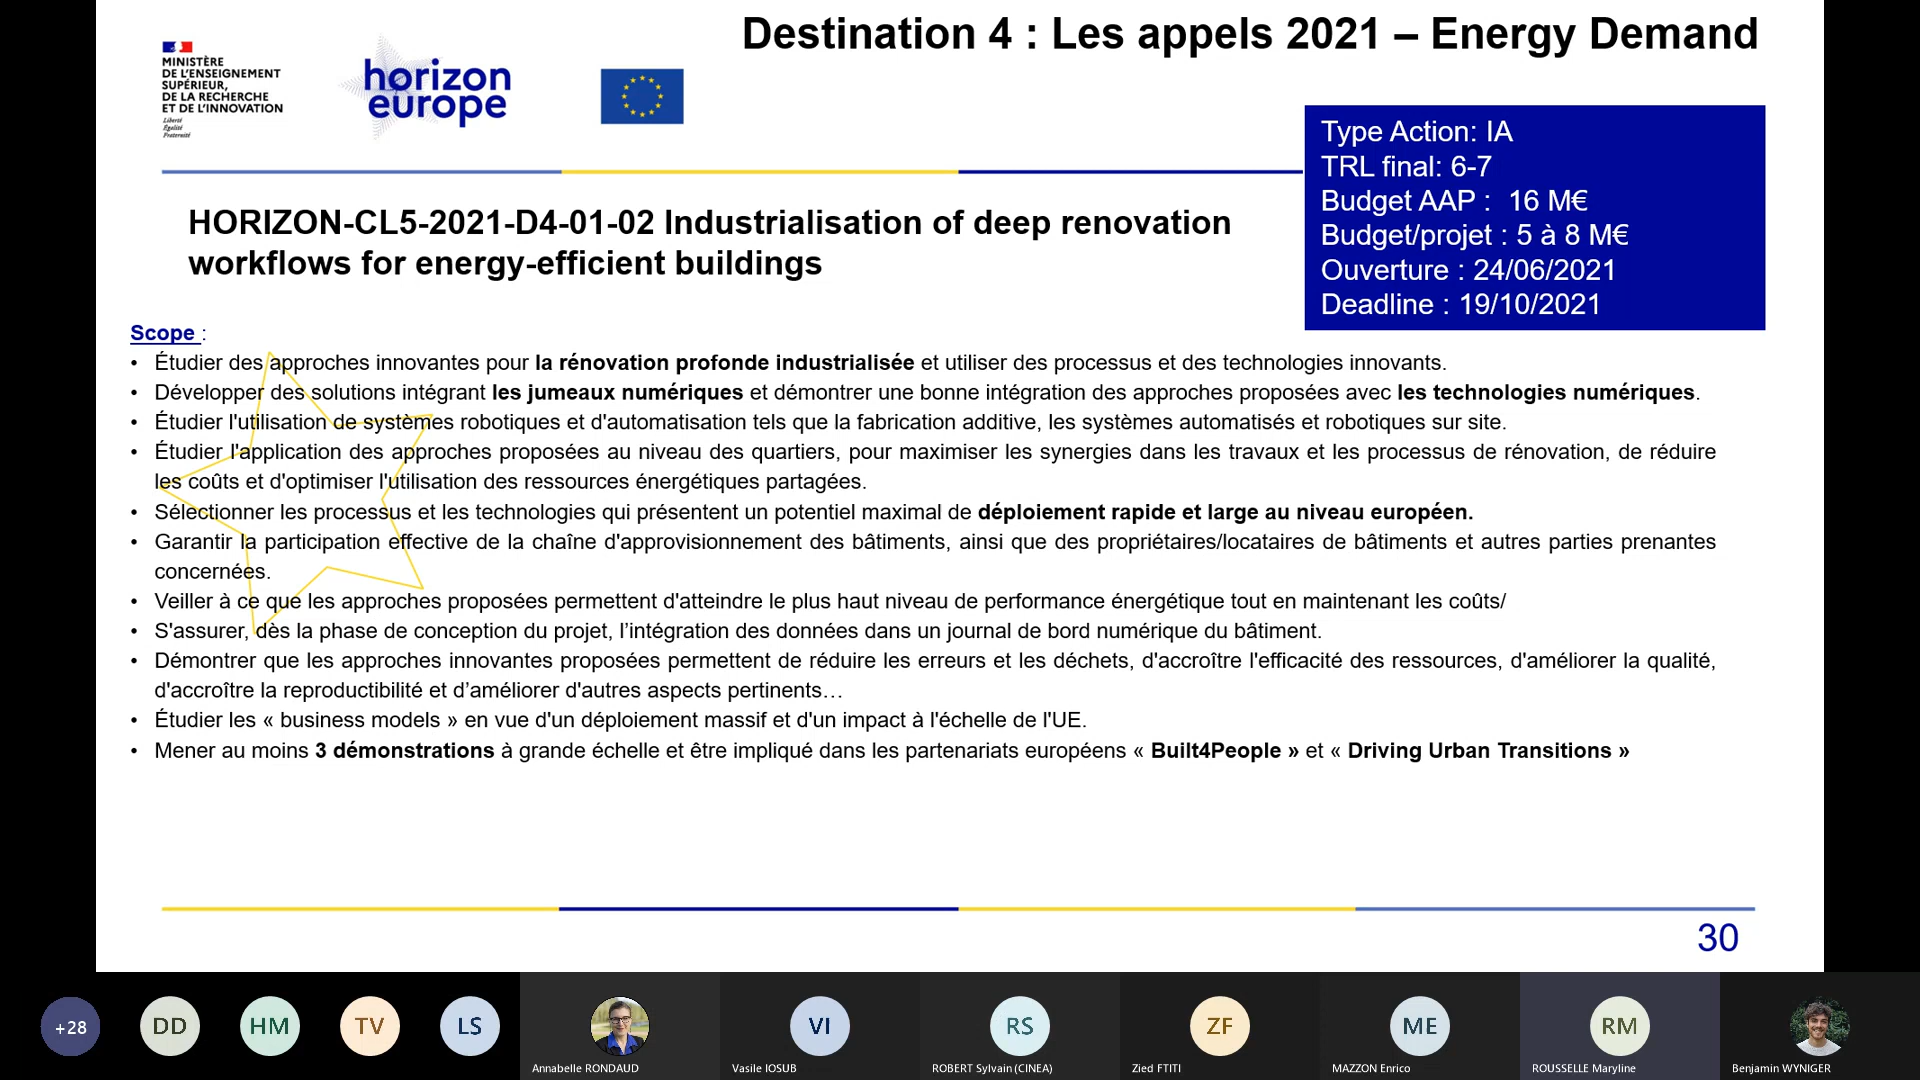 Destination 4 : Les appels 2021 – Energy Demand
MINISTÈRE
DE L'ENSEIGNEMENT
SUPÉRIEUR,
DE LA RECHERCHE
ET DE L'INNOVATION
Liberté
Égalité
Fraternité
horizon
europe
Type Action: IA
TRL final: 6-7
Budget AAP :  16 M€
Budget/projet : 5 à 8 M€
Ouverture : 24/06/2021
Deadline : 19/10/2021
HORIZON-CL5-2021-D4-01-02 Industrialisation of deep renovation
workflows for energy-efficient buildings
Scope :
• Étudier des approches innovantes pour la rénovation profonde industrialisée et utiliser des processus et des technologies innovants.
• Développer des solutions intégrant les jumeaux numériques et démontrer une bonne intégration des approches proposées avec les technologies numériques.
• Étudier l'utilisation de systèmes robotiques et d'automatisation tels que la fabrication additive, les systèmes automatisés et robotiques sur site.
• Étudier l'application des approches proposées au niveau des quartiers, pour maximiser les synergies dans les travaux et les processus de rénovation, de réduire
les coûts et d'optimiser l'utilisation des ressources énergétiques partagées.
• Sélectionner les processus et les technologies qui présentent un potentiel maximal de déploiement rapide et large au niveau européen.
• Garantir la participation effective de la chaîne d'approvisionnement des bâtiments, ainsi que des propriétaires/locataires de bâtiments et autres parties prenantes
concernées.
• Veiller à ce que les approches proposées permettent d'atteindre le plus haut niveau de performance énergétique tout en maintenant les coûts/
• S'assurer, dès la phase de conception du projet, l’intégration des données dans un journal de bord numérique du bâtiment.
• Démontrer que les approches innovantes proposées permettent de réduire les erreurs et les déchets, d'accroître l'efficacité des ressources, d'améliorer la qualité,
d'accroître la reproductibilité et d’améliorer d'autres aspects pertinents…
• Étudier les « business models » en vue d'un déploiement massif et d'un impact à l'échelle de l'UE.
• Mener au moins 3 démonstrations à grande échelle et être impliqué dans les partenariats européens « Built4People » et « Driving Urban Transitions »
30
+28
DD
HM
TV
LS
VI
RS
ZF
ME
RM
Annabelle RONDAUD
Vasile IOSUB
ROBERT Sylvain (CINEA)
Zied FTITI
MAZZON Enrico
ROUSSELLE Maryline
Benjamin WYNIGER